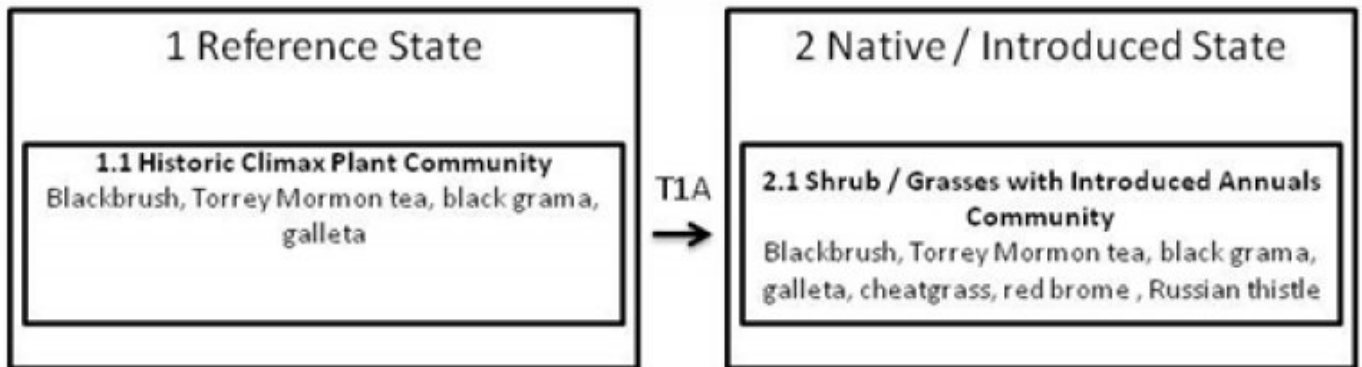 1 Reference State
1.1 Historic Climax Plant Community
Blackbrush, Torrey Mormon tea, black grama,
galleta
T1A
2 Native / Introduced State
2.1 Shrub / Grasses with Introduced Annuals
Community
Blackbrush, Torrey Mormon tea, black grama,
galleta, cheatgrass, red brome , Russian thistle